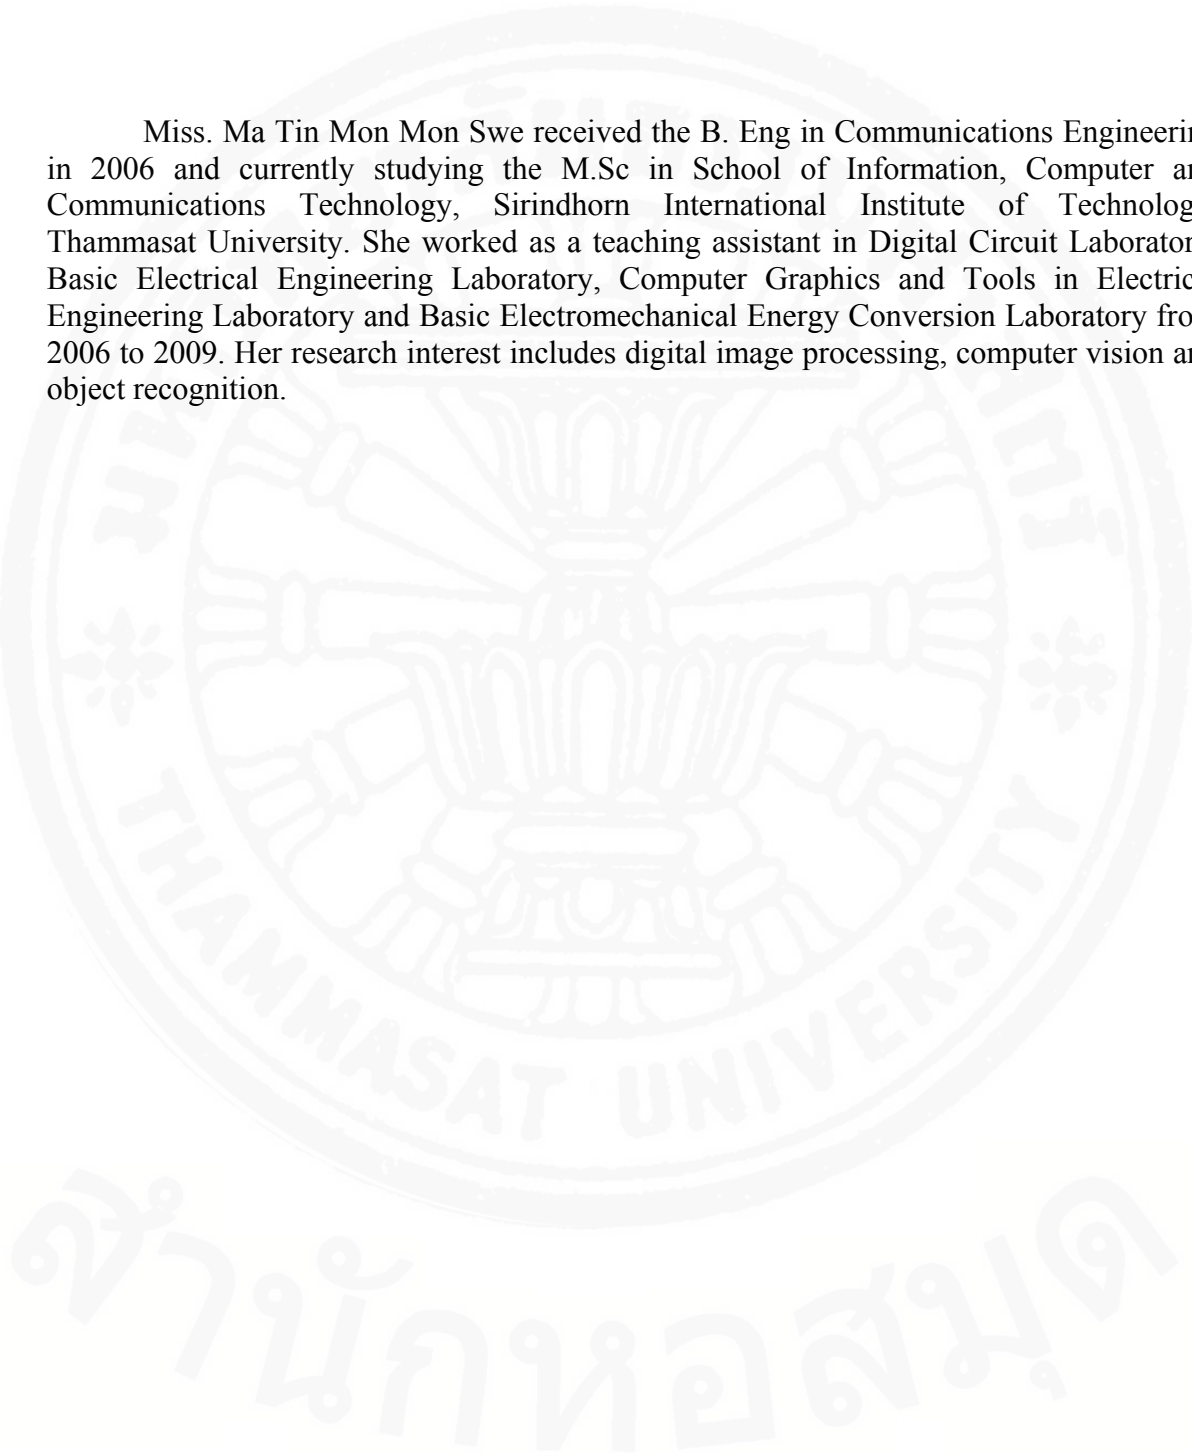 Miss. Ma Tin Mon Mon Swe received the B. Eng in Communications Engineerin
in 2006 and currently studying the M.Sc in School of Information, Computer an
Communications Technology, Sirindhorn International Institute of Technolog
Thammasat University. She worked as a teaching assistant in Digital Circuit Laborator
Basic Electrical Engineering Laboratory, Computer Graphics and Tools in Electric
Engineering Laboratory and Basic Electromechanical Energy Conversion Laboratory fro
2006 to 2009. Her research interest includes digital image processing, computer vision an
object recognition.
THAMMASAT UNIVERSITY
สำนักหอสมุด